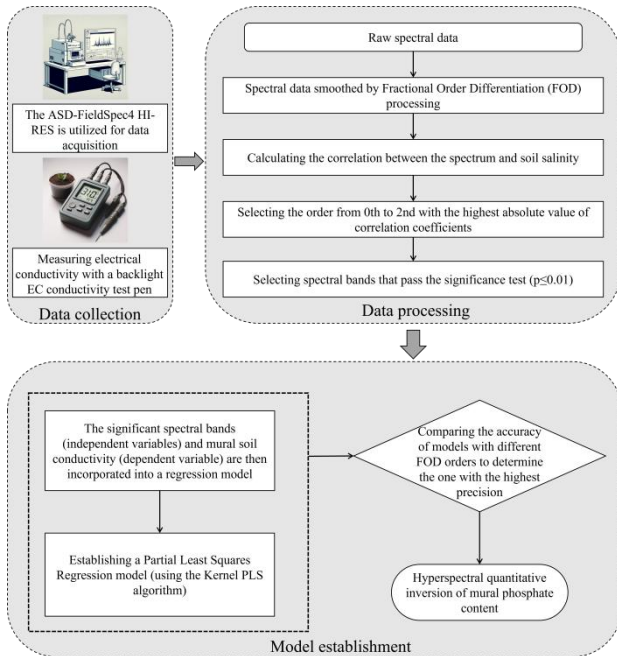 The ASD-FieldSpec4 HI-
RES is utilized for data
acquisition
310
Measuring electrical
conductivity with a backlight
EC conductivity test pen
Data collection
Raw spectral data
Spectral data smoothed by Fractional Order Differentiation (FOD)
processing
Calculating the correlation between the spectrum and soil salinity
Selecting the order from 0th to 2nd with the highest absolute value of
correlation coefficients
Selecting spectral bands that pass the significance test (p≤0.01)
Data processing
The significant spectral bands
(independent variables) and mural soil
conductivity (dependent variable) are then
incorporated into a regression model
Establishing a Partial Least Squares
Regression model (using the Kernel PLS
algorithm)
Comparing the accuracy
of models with different
FOD orders to determine
the one with the highest
precision
Hyperspectral quantitative
inversion of mural phosphate
content
Model establishment